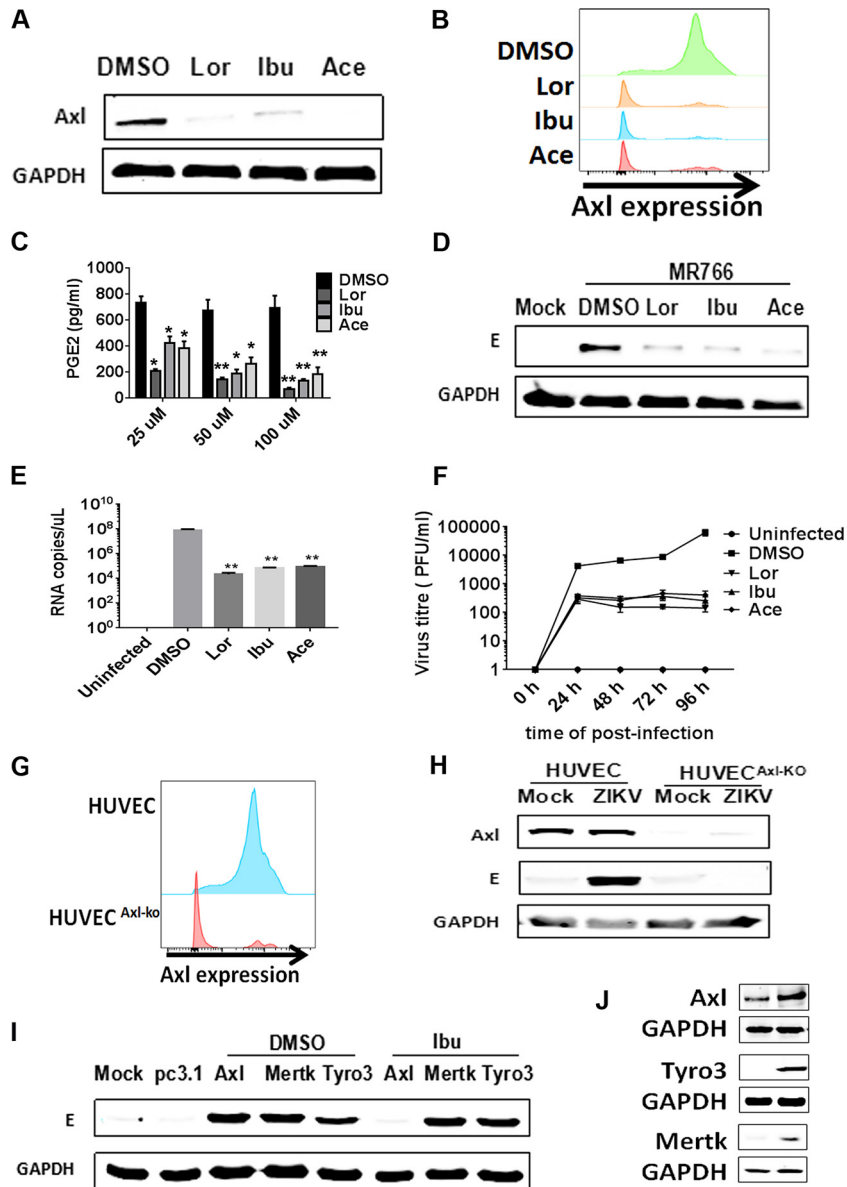 A
DMSO Lor Ibu Ace
Axl
GAPDH
B
DMSO
Lor
Ibu
Ace
Axl expression
C
PGE2 (pg/ml)
1000
800
600
400
200
0
DMSO
Lor
Ibu
Ace
* * *
** * *
** ** **
25 uM
50 uM
100 uM
D
MR766
Mock DMSO Lor Ibu Ace
E
GAPDH
E
RNA copies/uL
10^10
10^8
10^6
10^4
10^2
10^0
** ** **
Uninfected
DMSO
Lor
Ibu
Ace
F
Virus titre ( PFU/ml)
100000
10000
1000
100
10
1
0 h
24 h
48 h
72 h
96 h
time of post-infection
Uninfected
DMSO
Lor
Ibu
Ace
G
HUVEC
HUVEC Axl-ko
Axl expression
H
HUVEC HUVEC Axl-KO
Mock ZIKV Mock ZIKV
Axl
E
GAPDH
I
DMSO Ibu
Mock pc3.1 Axl Mertk Tyro3 Axl Mertk Tyro3
E
GAPDH
J
Axl
GAPDH
Tyro3
GAPDH
Mertk
GAPDH